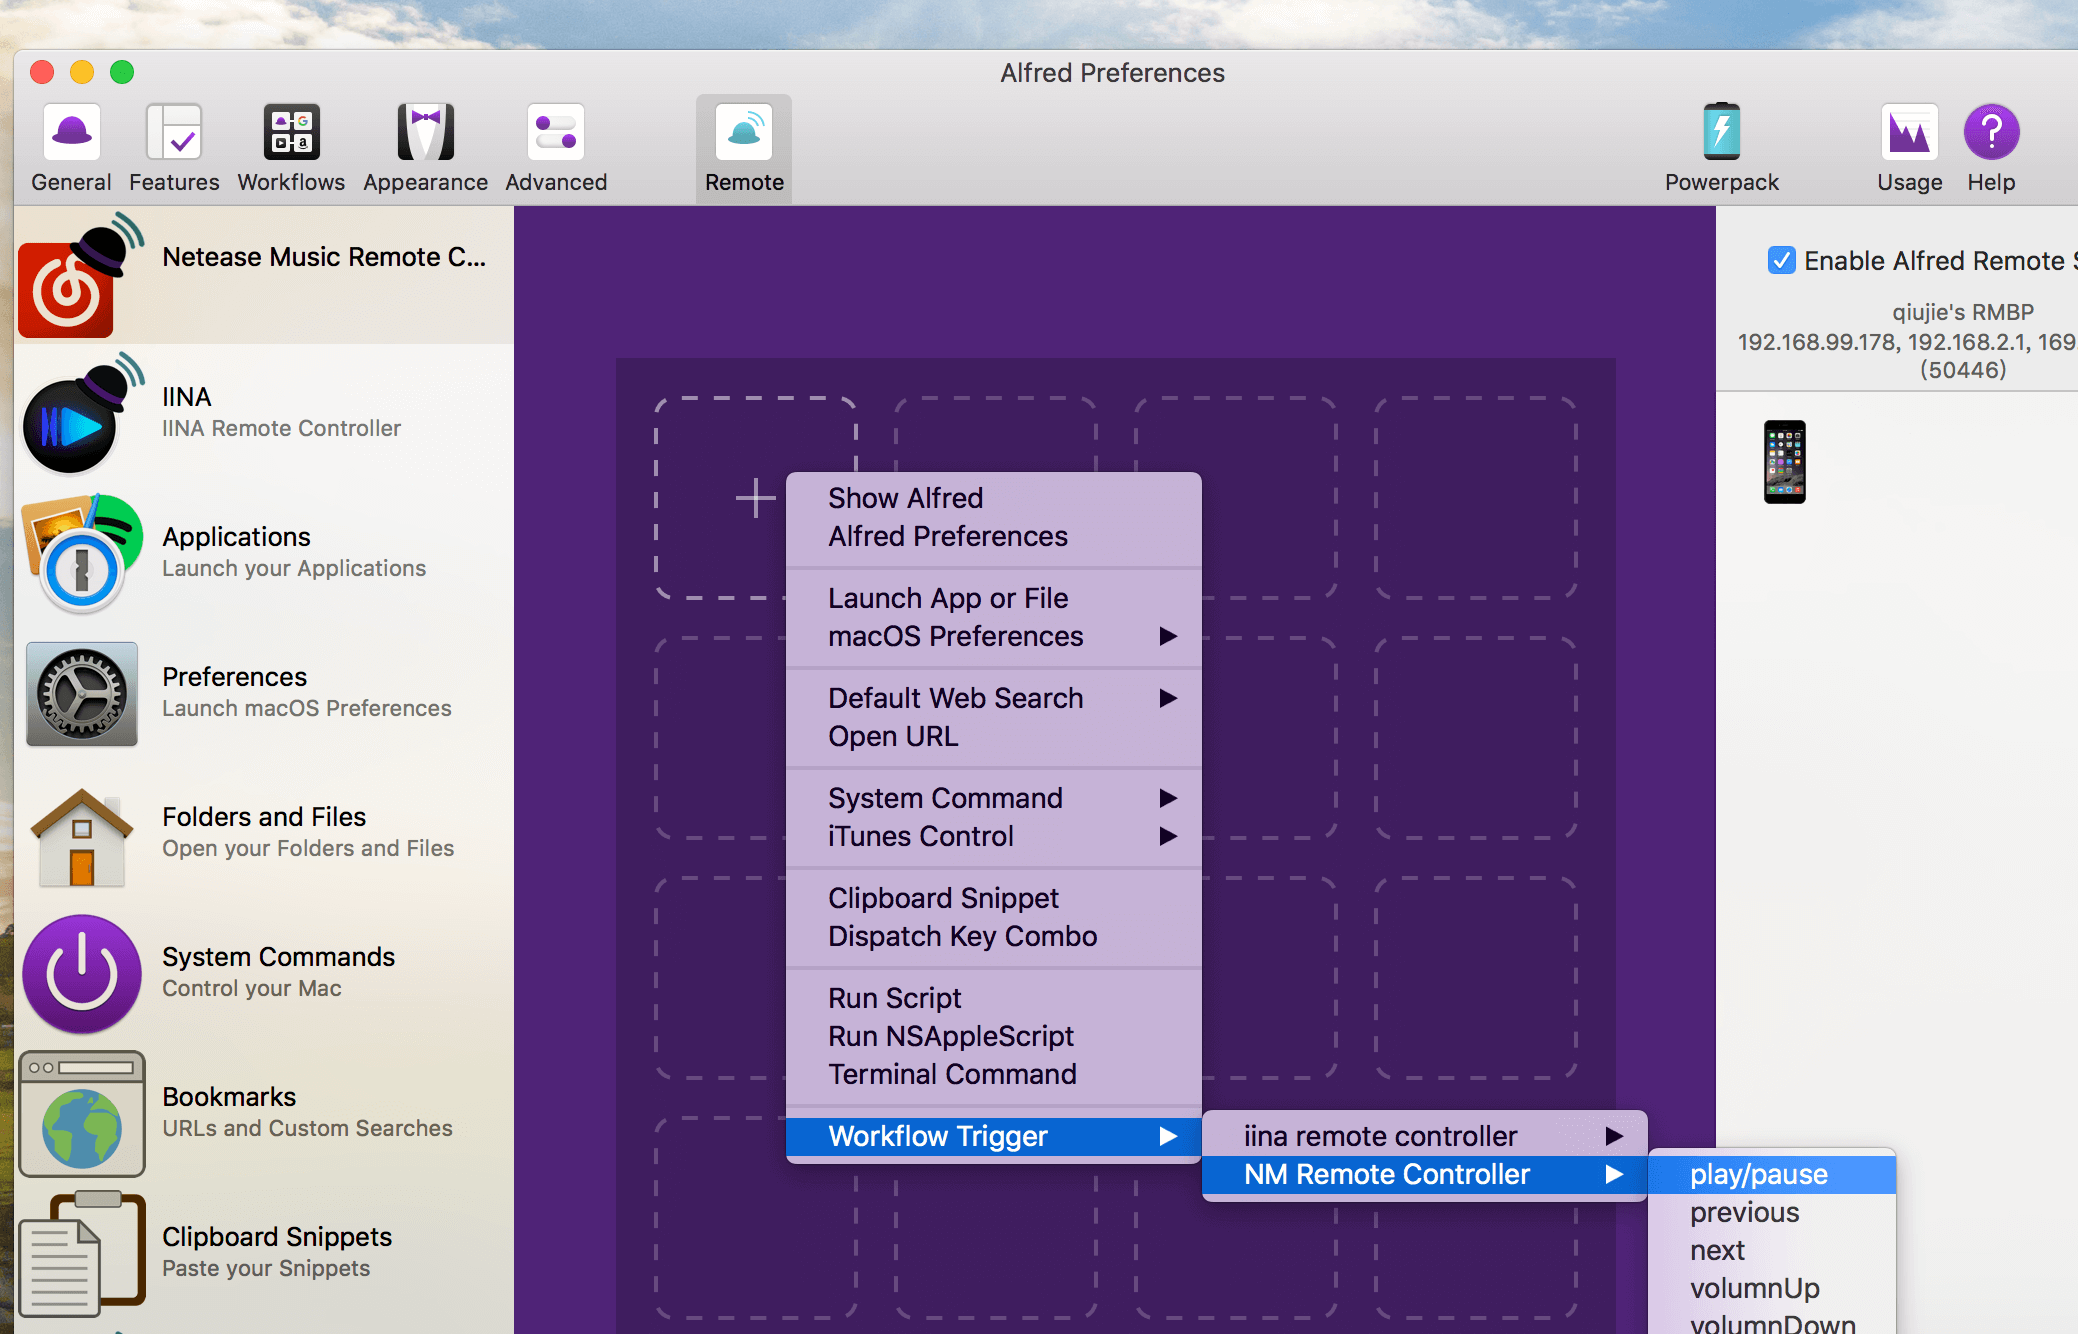 Alfred Preferences
General
Features
Workflows
Appearance
Advanced
Remote
Powerpack
Usage
Help
Netease Music Remote C...
IINA
IINA Remote Controller
Applications
Launch your Applications
Preferences
Launch macOS Preferences
Folders and Files
Open your Folders and Files
System Commands
Control your Mac
Bookmarks
URLs and Custom Searches
Clipboard Snippets
Paste your Snippets
Show Alfred
Alfred Preferences
Launch App or File
macOS Preferences
Default Web Search
Open URL
System Command
iTunes Control
Clipboard Snippet
Dispatch Key Combo
Run Script
Run NSAppleScript
Terminal Command
Workflow Trigger
iina remote controller
NM Remote Controller
play/pause
previous
next
volumnUp
volumnDown
Enable Alfred Remote S
qiujie's RMBP
192.168.99.178, 192.168.2.1, 169.
(50446)